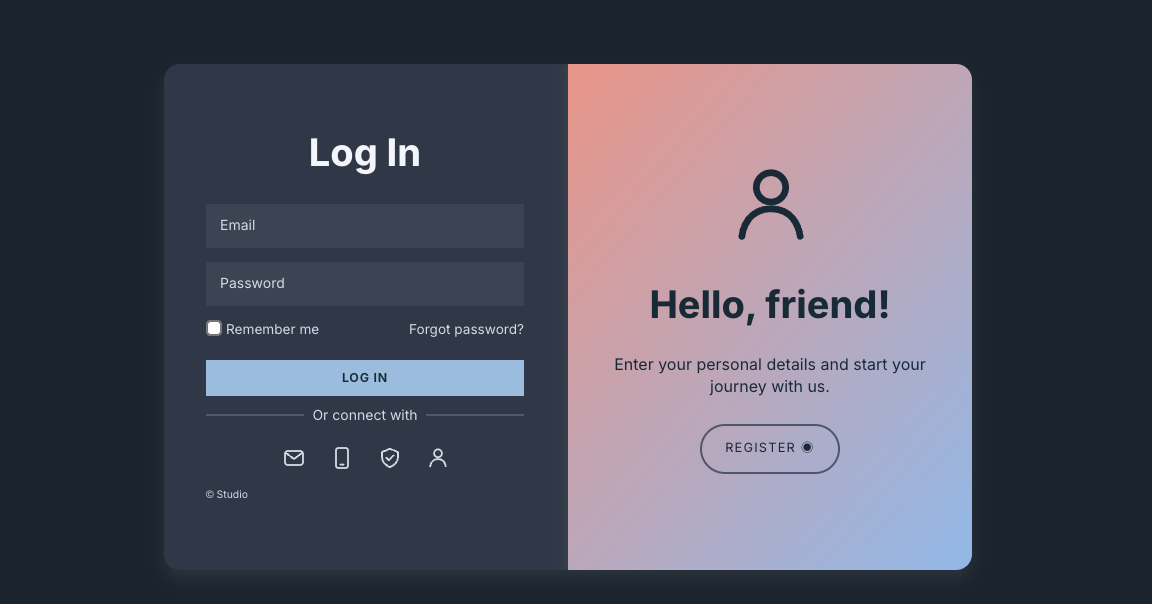 Log In
Email
Password
Remember me
Forgot password?
LOG IN
Or connect with
© Studio
Hello, friend!
Enter your personal details and start your
journey with us.
REGISTER ◉